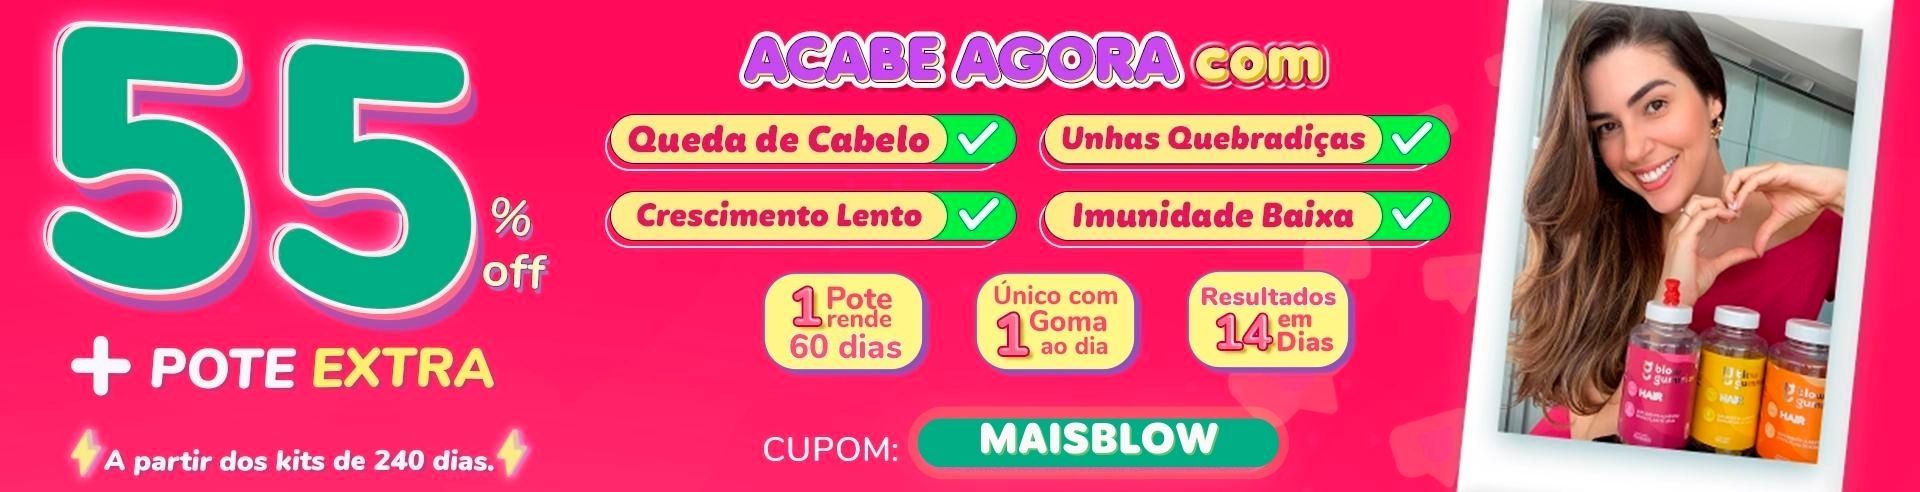 55
%
off
+ POTE EXTRA
A partir dos kits de 240 dias.
ACABE AGORA com
Queda de Cabelo
Unhas Quebradiças
Crescimento Lento
Imunidade Baixa
1 Pote
rende
60 dias
Único com
1 Goma
ao dia
Resultados
14 em
Dias
CUPOM: MAISBLOW
blow
gummies
HAIR
HAIR
HAIR